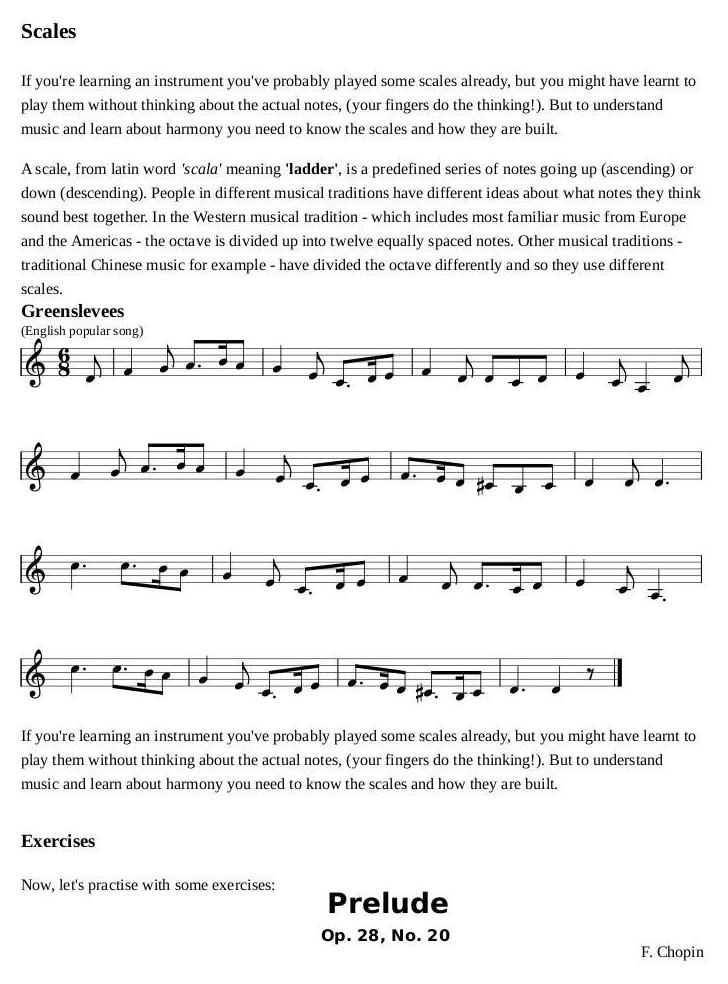 Scales
If you're learning an instrument you've probably played some scales already, but you might have learnt to
play them without thinking about the actual notes, (your fingers do the thinking!). But to understand
music and learn about harmony you need to know the scales and how they are built.
A scale, from latin word 'scala' meaning 'ladder', is a predefined series of notes going up (ascending) or
down (descending). People in different musical traditions have different ideas about what notes they think
sound best together. In the Western musical tradition - which includes most familiar music from Europe
and the Americas - the octave is divided up into twelve equally spaced notes. Other musical traditions -
traditional Chinese music for example - have divided the octave differently and so they use different
scales.
Greenslevees
(English popular song)
6
8
If you're learning an instrument you've probably played some scales already, but you might have learnt to
play them without thinking about the actual notes, (your fingers do the thinking!). But to understand
music and learn about harmony you need to know the scales and how they are built.
Exercises
Now, let's practise with some exercises:
Prelude
Op. 28, No. 20
F. Chopin